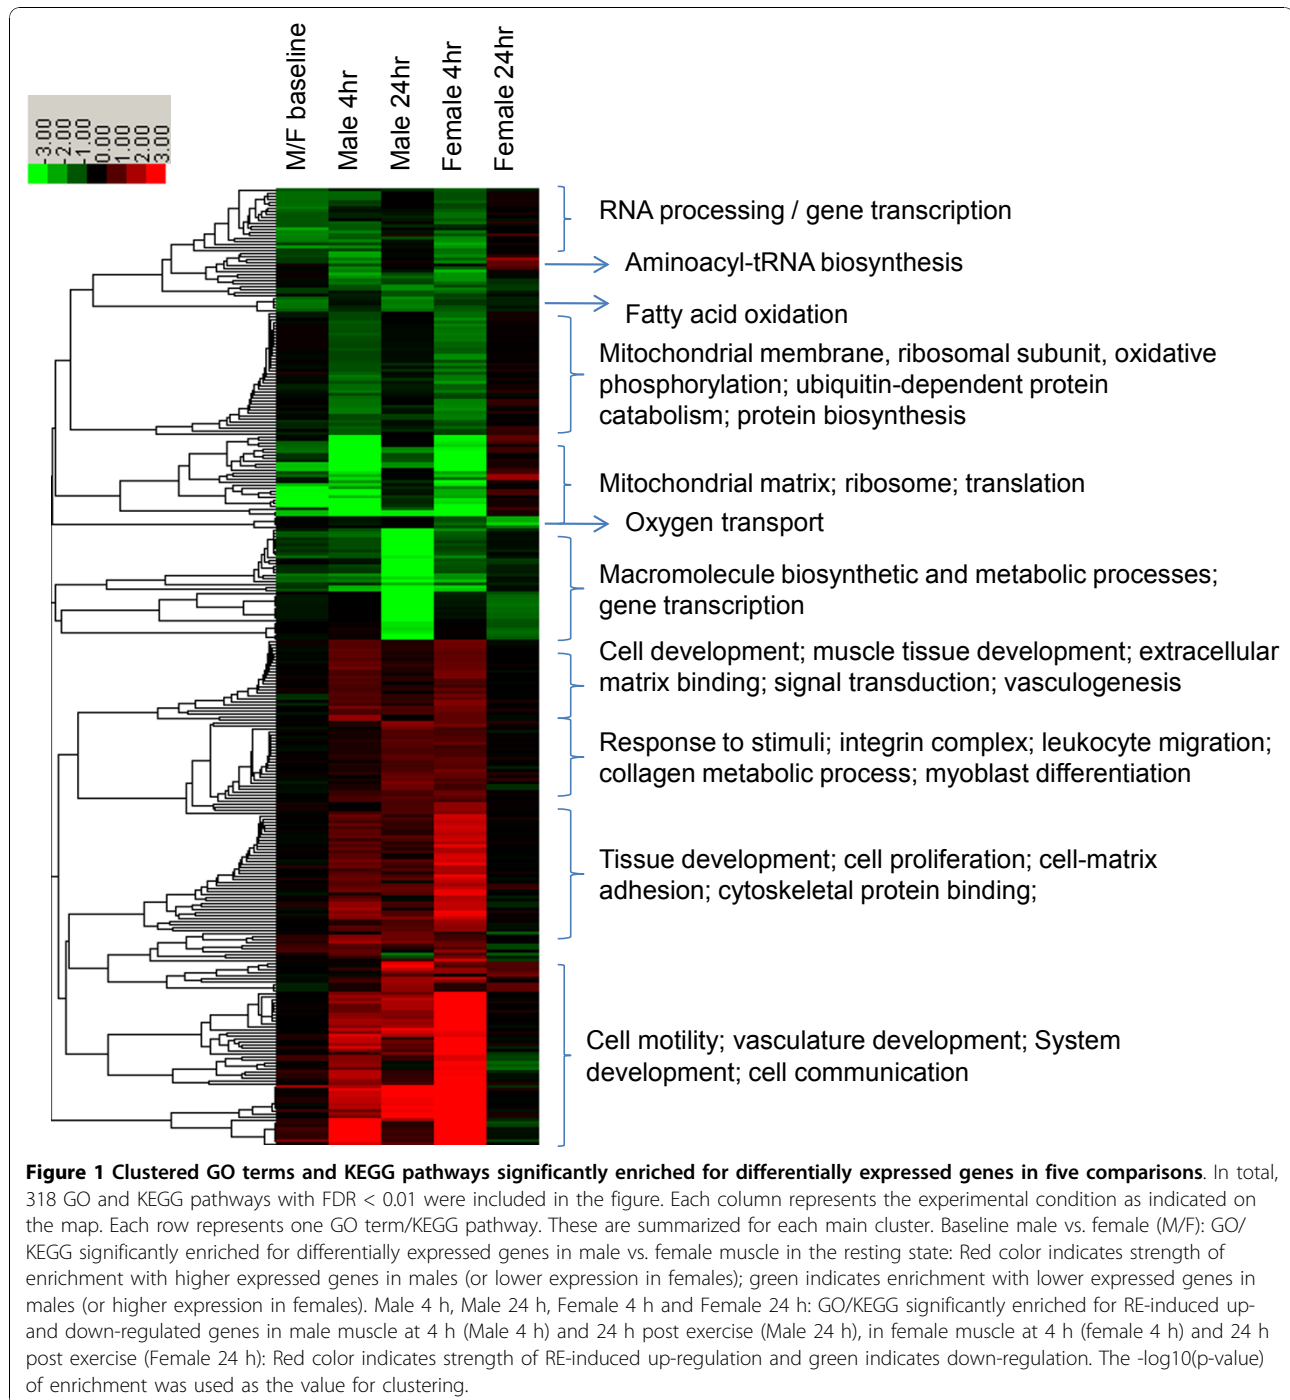 M/F baseline
Male 4hr
Male 24hr
Female 4hr
Female 24hr
-3.00
-2.00
-1.00
0.00
1.00
2.00
3.00
RNA processing / gene transcription
Aminoacyl-tRNA biosynthesis
Fatty acid oxidation
Mitochondrial membrane, ribosomal subunit, oxidative
phosphorylation; ubiquitin-dependent protein
catabolism; protein biosynthesis
Mitochondrial matrix; ribosome; translation
Oxygen transport
Macromolecule biosynthetic and metabolic processes;
gene transcription
Cell development; muscle tissue development; extracellular
matrix binding; signal transduction; vasculogenesis
Response to stimuli; integrin complex; leukocyte migration;
collagen metabolic process; myoblast differentiation
Tissue development; cell proliferation; cell-matrix
adhesion; cytoskeletal protein binding;
Cell motility; vasculature development; System
development; cell communication
Figure 1 Clustered GO terms and KEGG pathways significantly enriched for differentially expressed genes in five comparisons. In total,
318 GO and KEGG pathways with FDR < 0.01 were included in the figure. Each column represents the experimental condition as indicated on
the map. Each row represents one GO term/KEGG pathway. These are summarized for each main cluster. Baseline male vs. female (M/F): GO/
KEGG significantly enriched for differentially expressed genes in male vs. female muscle in the resting state: Red color indicates strength of
enrichment with higher expressed genes in males (or lower expression in females); green indicates enrichment with lower expressed genes in
males (or higher expression in females). Male 4 h, Male 24 h, Female 4 h and Female 24 h: GO/KEGG significantly enriched for RE-induced up-
and down-regulated genes in male muscle at 4 h (Male 4 h) and 24 h post exercise (Male 24 h), in female muscle at 4 h (female 4 h) and 24 h
post exercise (Female 24 h): Red color indicates strength of RE-induced up-regulation and green indicates down-regulation. The -log10(p-value)
of enrichment was used as the value for clustering.